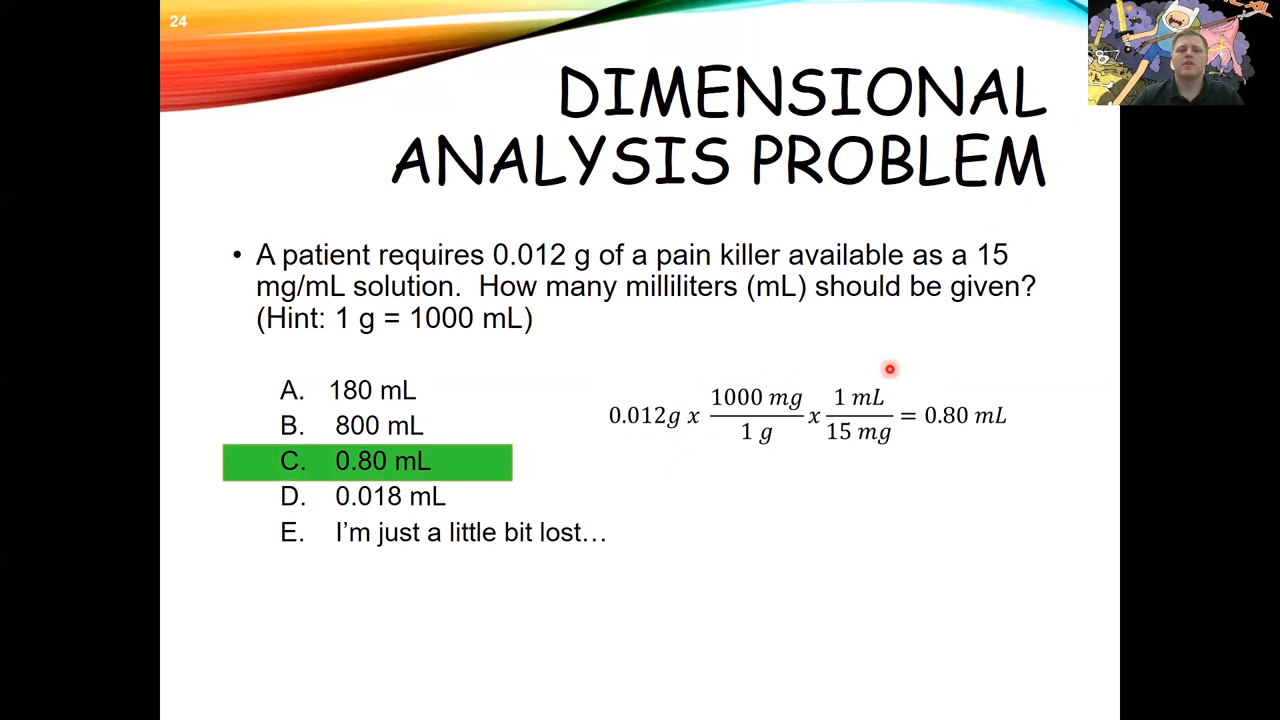 24
DIMENSIONAL
ANALYSIS PROBLEM
• A patient requires 0.012 g of a pain killer available as a 15
mg/mL solution. How many milliliters (mL) should be given?
(Hint: 1 g = 1000 mL)
A. 180 mL
B. 800 mL
C. 0.80 mL
D. 0.018 mL
E. I'm just a little bit lost…
0.012g x 1000 mg / 1 g x 1 mL / 15 mg = 0.80 mL